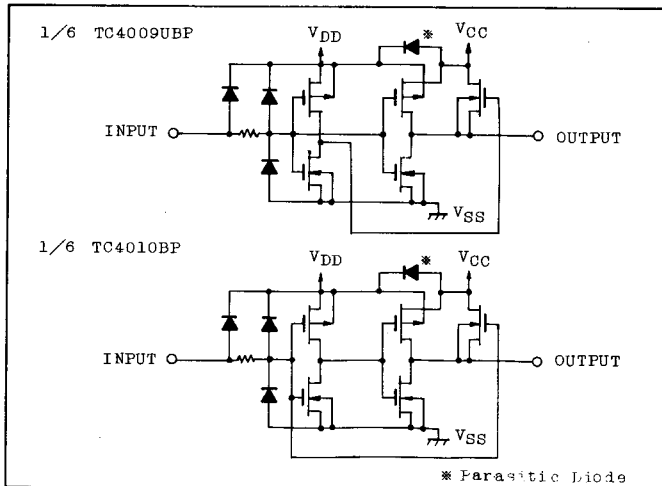 1/6 TC4009UBP
VDD
※
VCC
INPUT
OUTPUT
VSS
1/6 TC4010BP
VDD
※
VCC
INPUT
OUTPUT
VSS
※ Parasitic Diode